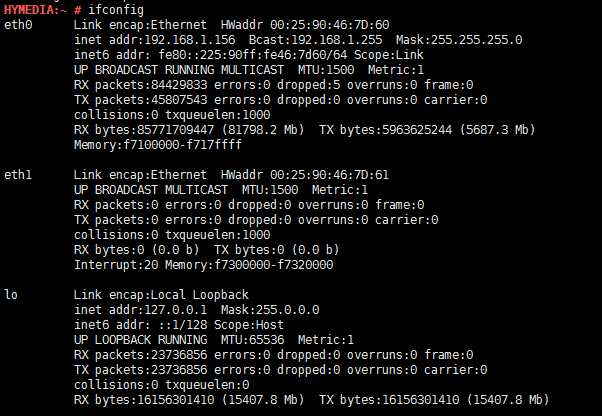 HYMEDIA:~ # ifconfig
eth0 Link encap:Ethernet HWaddr 00:25:90:46:7D:60
inet addr:192.168.1.156 Bcast:192.168.1.255 Mask:255.255.255.0
inet6 addr: fe80::225:90ff:fe46:7d60/64 Scope:Link
UP BROADCAST RUNNING MULTICAST MTU:1500 Metric:1
RX packets:84429833 errors:0 dropped:5 overruns:0 frame:0
TX packets:45807543 errors:0 dropped:0 overruns:0 carrier:0
collisions:0 txqueuelen:1000
RX bytes:85771709447 (81798.2 Mb) TX bytes:5963625244 (5687.3 Mb)
Memory:f7100000-f717ffff
eth1 Link encap:Ethernet HWaddr 00:25:90:46:7D:61
UP BROADCAST MULTICAST MTU:1500 Metric:1
RX packets:0 errors:0 dropped:0 overruns:0 frame:0
TX packets:0 errors:0 dropped:0 overruns:0 carrier:0
collisions:0 txqueuelen:1000
RX bytes:0 (0.0 b) TX bytes:0 (0.0 b)
Interrupt:20 Memory:f7300000-f7320000
lo Link encap:Local Loopback
inet addr:127.0.0.1 Mask:255.0.0.0
inet6 addr: ::1/128 Scope:Host
UP LOOPBACK RUNNING MTU:65536 Metric:1
RX packets:23736856 errors:0 dropped:0 overruns:0 frame:0
TX packets:23736856 errors:0 dropped:0 overruns:0 carrier:0
collisions:0 txqueuelen:0
RX bytes:16156301410 (15407.8 Mb) TX bytes:16156301410 (15407.8 Mb)